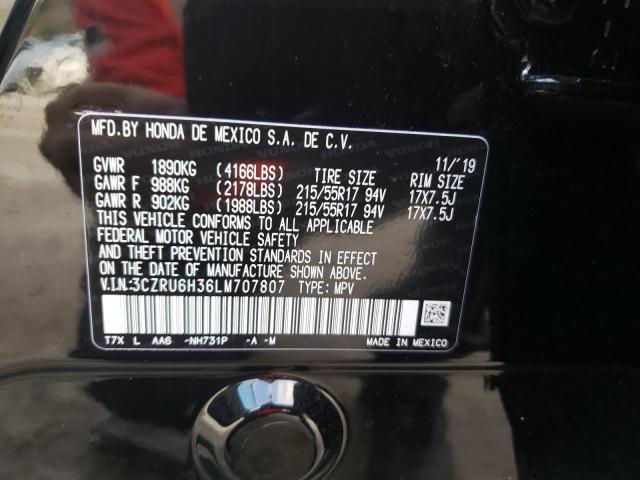 MFD.BY HONDA DE MEXICO S.A. DE C.V.
11/'19
GVWR 1890KG (4166LBS) TIRE SIZE RIM SIZE
GAWR F 988KG (2178LBS) 215/55R17 94V 17X7.5J
GAWR R 902KG (1988LBS) 215/55R17 94V 17X7.5J
THIS VEHICLE CONFORMS TO ALL APPLICABLE
FEDERAL MOTOR VEHICLE SAFETY
AND THEFT PREVENTION STANDARDS IN EFFECT
ON THE DATE OF MANUFACTURE SHOWN ABOVE.
V.I.N:3CZRU6H36LM707807 TYPE: MPV
T7X L AA6 -NH731P -A -M MADE IN MEXICO